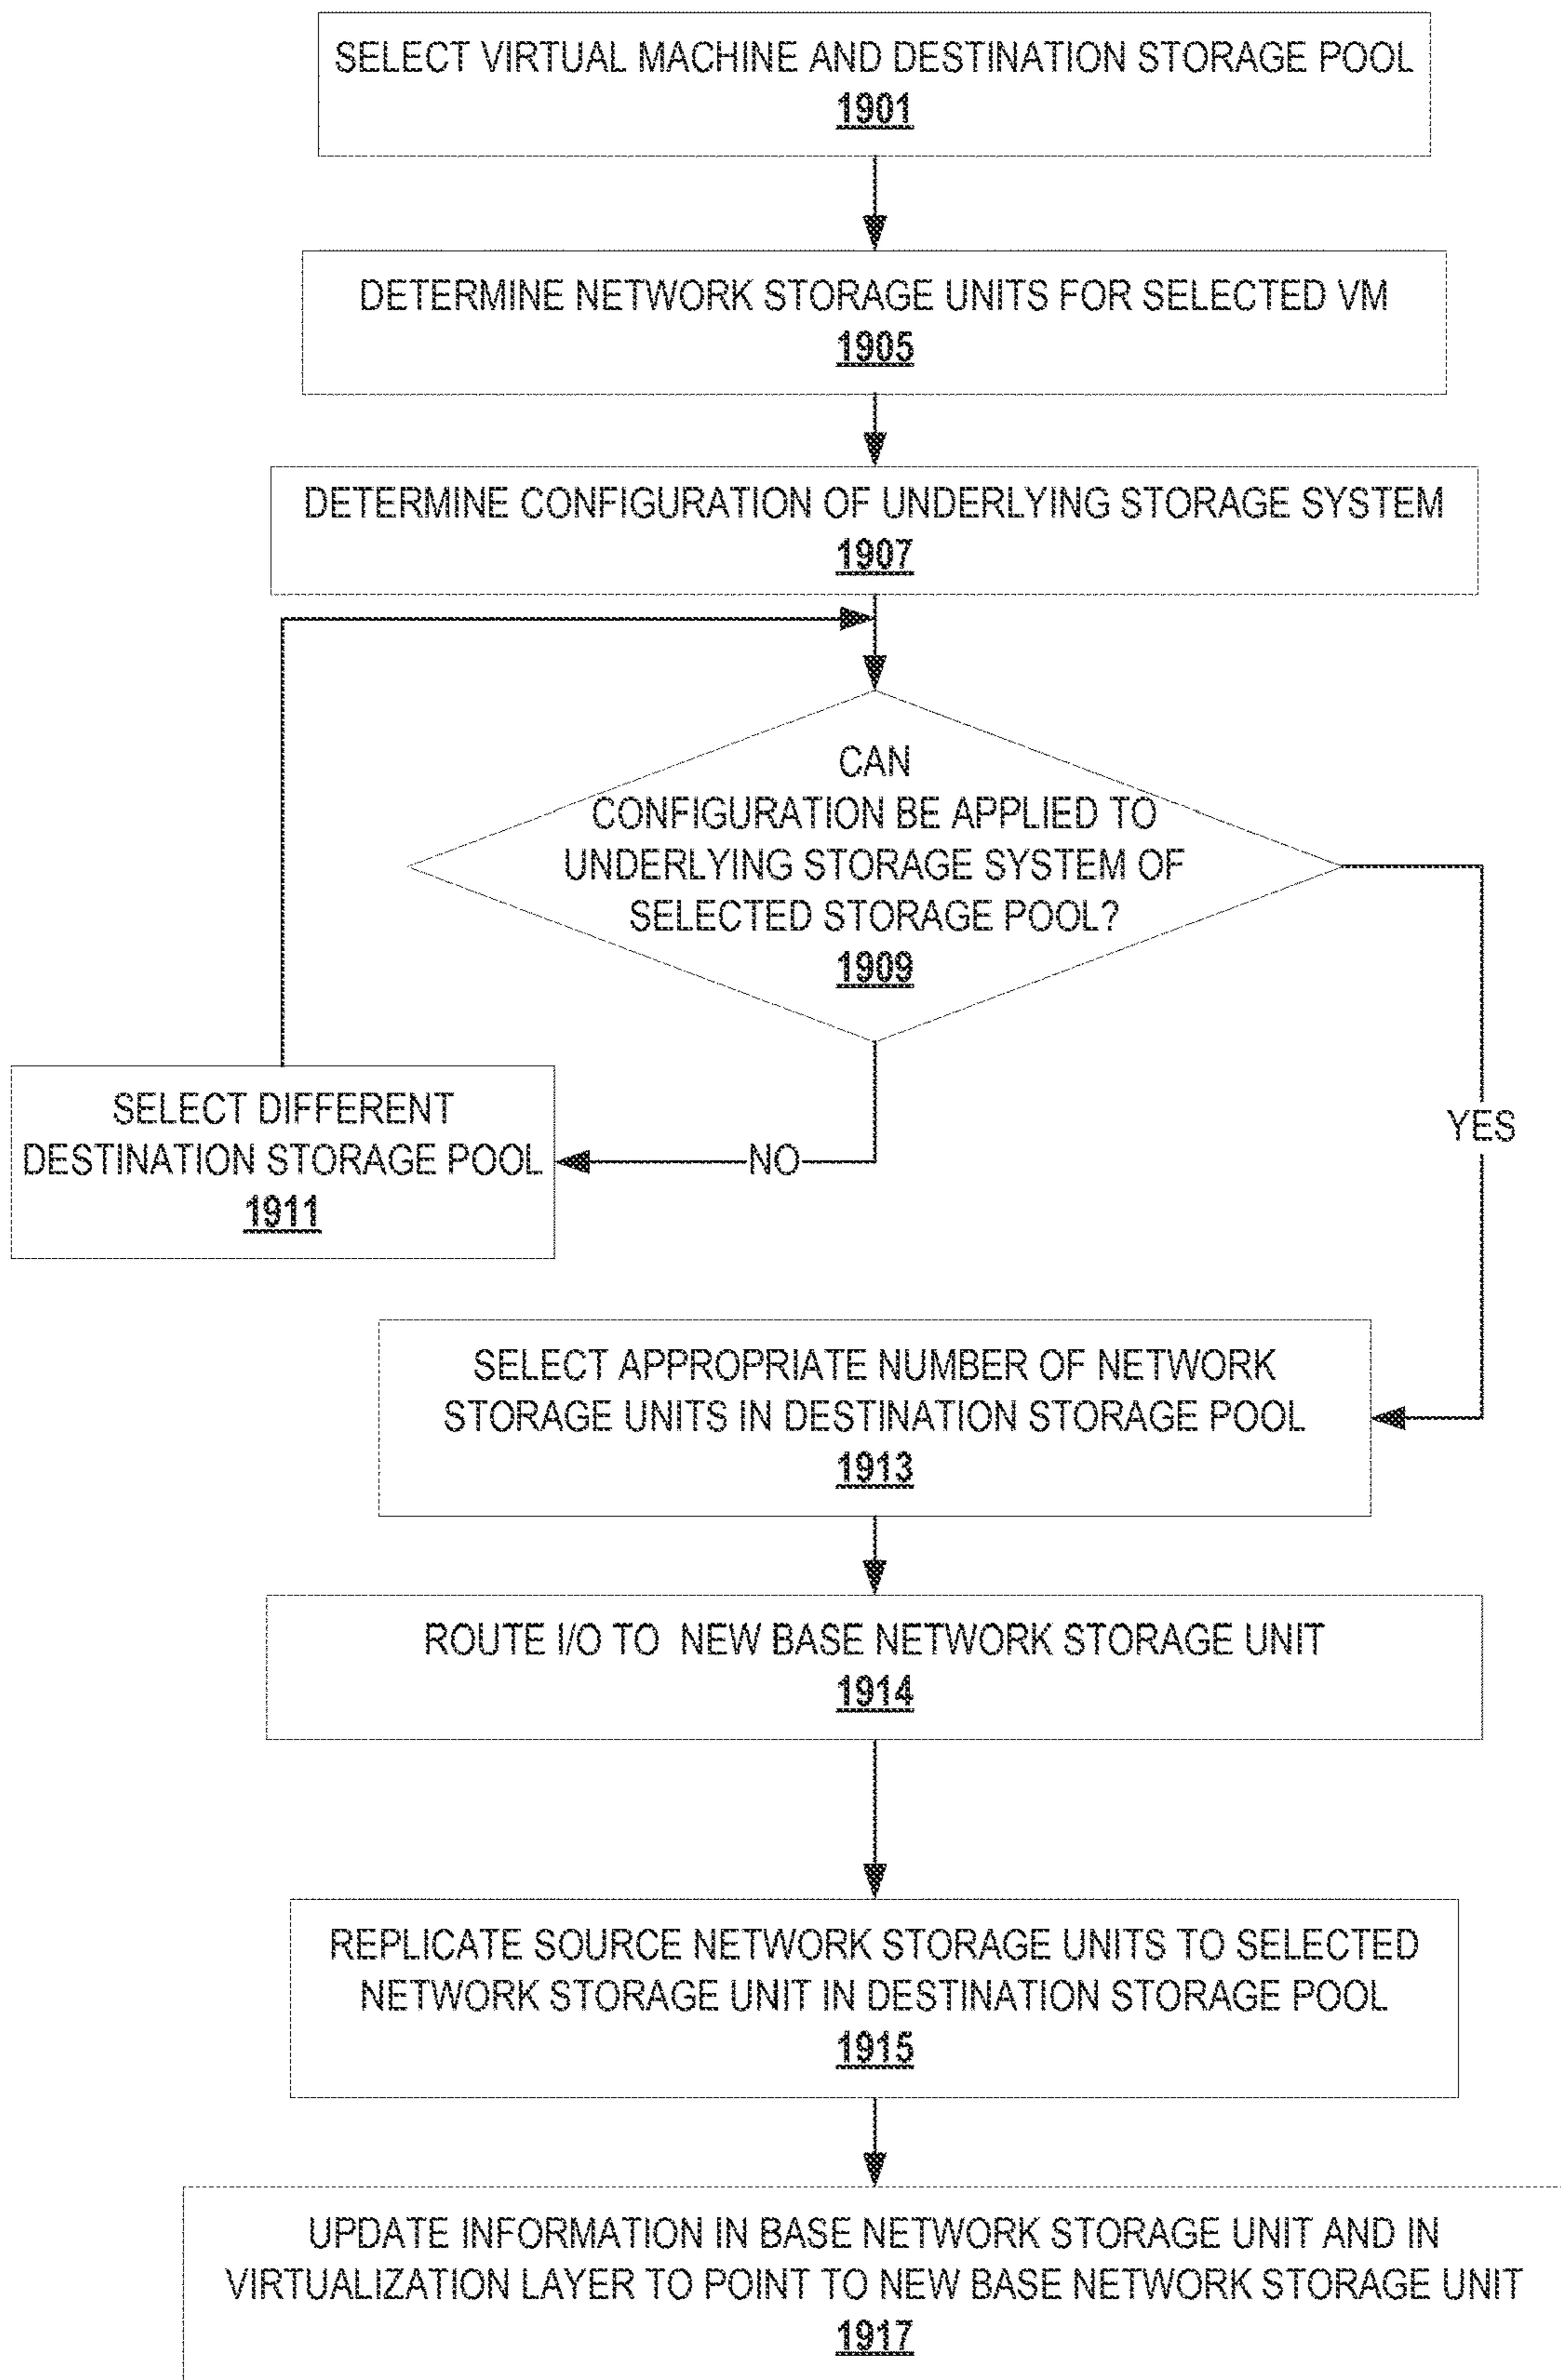 SELECT VIRTUAL MACHINE AND DESTINATION STORAGE POOL
1901
DETERMINE NETWORK STORAGE UNITS FOR SELECTED VM
1905
DETERMINE CONFIGURATION OF UNDERLYING STORAGE SYSTEM
1907
CAN
CONFIGURATION BE APPLIED TO
UNDERLYING STORAGE SYSTEM OF
SELECTED STORAGE POOL?
1909
SELECT DIFFERENT
DESTINATION STORAGE POOL
1911
NO
YES
SELECT APPROPRIATE NUMBER OF NETWORK
STORAGE UNITS IN DESTINATION STORAGE POOL
1913
ROUTE I/O TO NEW BASE NETWORK STORAGE UNIT
1914
REPLICATE SOURCE NETWORK STORAGE UNITS TO SELECTED
NETWORK STORAGE UNIT IN DESTINATION STORAGE POOL
1915
UPDATE INFORMATION IN BASE NETWORK STORAGE UNIT AND IN
VIRTUALIZATION LAYER TO POINT TO NEW BASE NETWORK STORAGE UNIT
1917